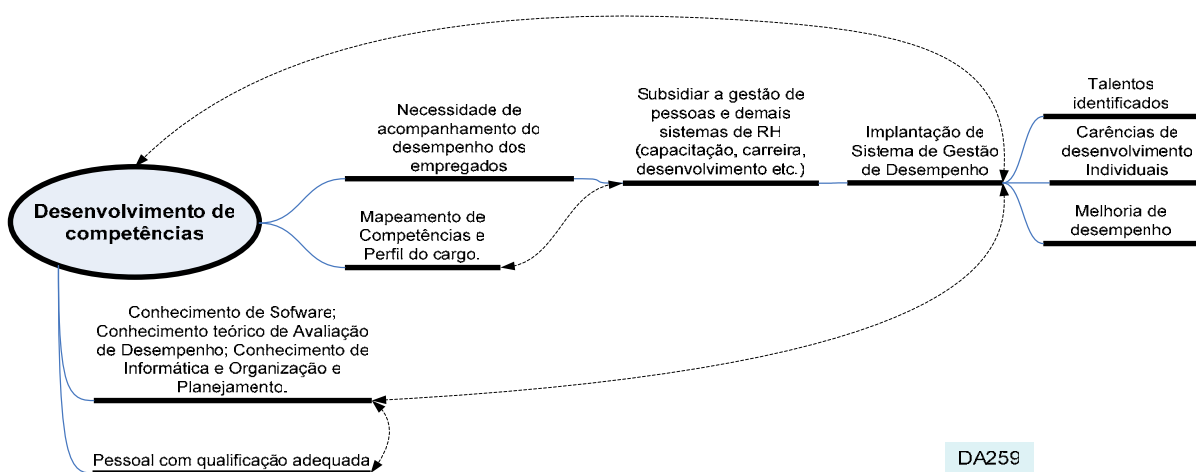 Desenvolvimento de
competências
Necessidade de
acompanhamento do
desempenho dos
empregados
Mapeamento de
Competências e
Perfil do cargo.
Subsidiar a gestão de
pessoas e demais
sistemas de RH
(capacitação, carreira,
desenvolvimento etc.)
Implantação de
Sistema de Gestão
de Desempenho
Talentos
identificados
Carências de
desenvolvimento
Individuais
Melhoria de
desempenho
Conhecimento de Sofware;
Conhecimento teórico de Avaliação
de Desempenho; Conhecimento de
Informática e Organização e
Planejamento.
Pessoal com qualificação adequada
DA259